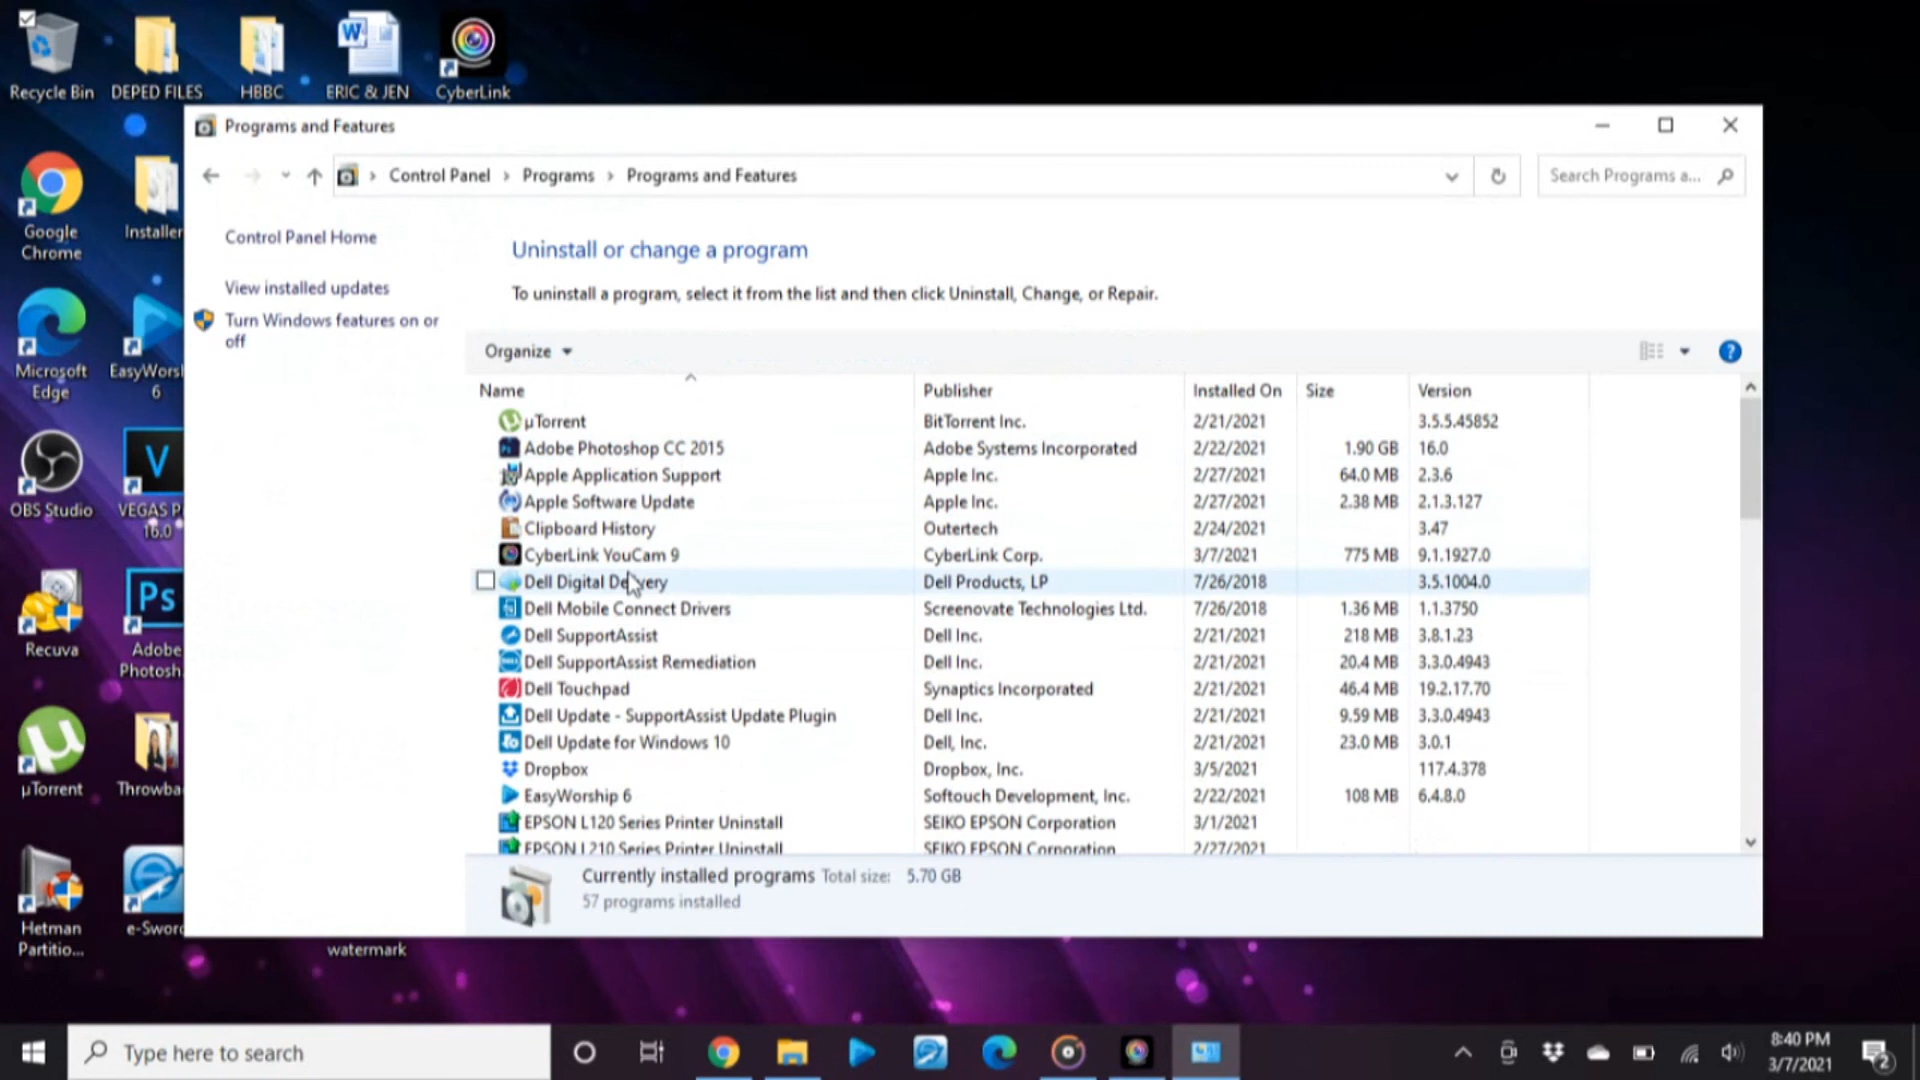 Recycle Bin
DEPED FILES
HBBC
ERIC & JEN
CyberLink
Google
Chrome
Installer
Microsoft
Edge
EasyWors
6
OBS Studio
VEGAS P
16.0
Recuva
Adobe
Photosh.
µTorrent
Throwba
Hetman
Partitio...
e-Sword
watermark
Programs and Features
Control Panel > Programs > Programs and Features
Search Programs a...
Control Panel Home
View installed updates
Turn Windows features on or
off
Uninstall or change a program
To uninstall a program, select it from the list and then click Uninstall, Change, or Repair.
Organize
Name Publisher Installed On Size Version
µTorrent BitTorrent Inc. 2/21/2021 3.5.5.45852
Adobe Photoshop CC 2015 Adobe Systems Incorporated 2/22/2021 1.90 GB 16.0
Apple Application Support Apple Inc. 2/27/2021 64.0 MB 2.3.6
Apple Software Update Apple Inc. 2/27/2021 2.38 MB 2.1.3.127
Clipboard History Outertech 2/24/2021 3.47
CyberLink YouCam 9 CyberLink Corp. 3/7/2021 775 MB 9.1.1927.0
Dell Digital Delivery Dell Products, LP 7/26/2018 3.5.1004.0
Dell Mobile Connect Drivers Screenovate Technologies Ltd. 7/26/2018 1.36 MB 1.1.3750
Dell SupportAssist Dell Inc. 2/21/2021 218 MB 3.8.1.23
Dell SupportAssist Remediation Dell Inc. 2/21/2021 20.4 MB 3.3.0.4943
Dell Touchpad Synaptics Incorporated 2/21/2021 46.4 MB 19.2.17.70
Dell Update - SupportAssist Update Plugin Dell Inc. 2/21/2021 9.59 MB 3.3.0.4943
Dell Update for Windows 10 Dell, Inc. 2/21/2021 23.0 MB 3.0.1
Dropbox Dropbox, Inc. 3/5/2021 117.4.378
EasyWorship 6 Softouch Development, Inc. 2/22/2021 108 MB 6.4.8.0
EPSON L120 Series Printer Uninstall SEIKO EPSON Corporation 3/1/2021
EPSON L210 Series Printer Uninstall SEIKO EPSON Corporation 2/27/2021
Currently installed programs Total size: 5.70 GB
57 programs installed
Type here to search
8:40 PM
3/7/2021
2